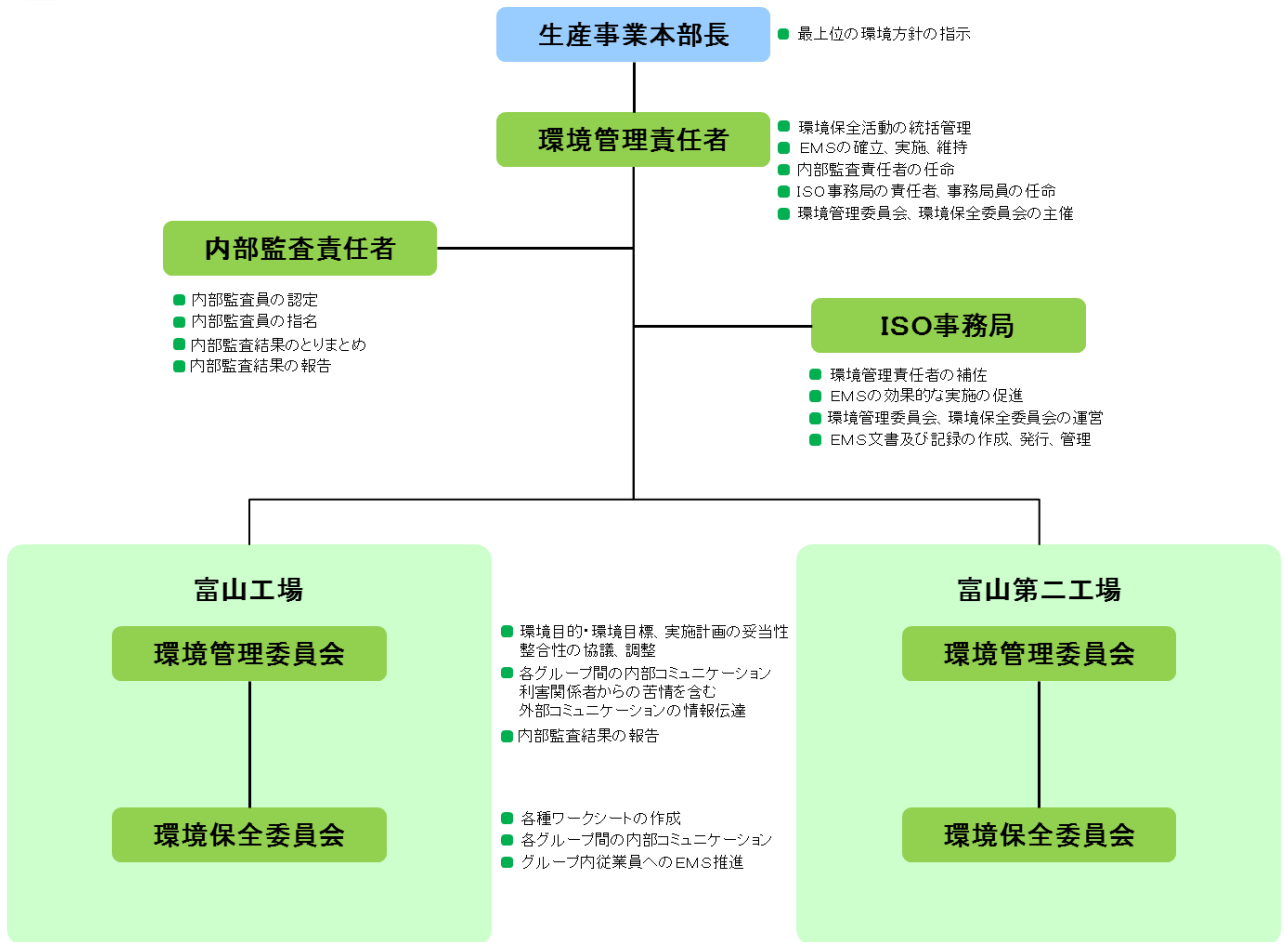 生産事業本部長
最上位の環境方針の指示
環境管理責任者
環境保全活動の統括管理
EMSの確立、実施、維持
内部監査責任者の任命
ISO事務局の責任者、事務局員の任命
環境管理委員会、環境保全委員会の主催
内部監査責任者
内部監査員の認定
内部監査員の指名
内部監査結果のとりまとめ
内部監査結果の報告
ISO事務局
環境管理責任者の補佐
EMSの効果的な実施の促進
環境管理委員会、環境保全委員会の運営
EMS文書及び記録の作成、発行、管理
富山工場
環境管理委員会
環境保全委員会
環境目的・環境目標、実施計画の妥当性
整合性の協議、調整
各グループ間の内部コミュニケーション
利害関係者からの苦情を含む
外部コミュニケーションの情報伝達
内部監査結果の報告
各種ワークシートの作成
各グループ間の内部コミュニケーション
グループ内従業員へのEMS推進
富山第二工場
環境管理委員会
環境保全委員会